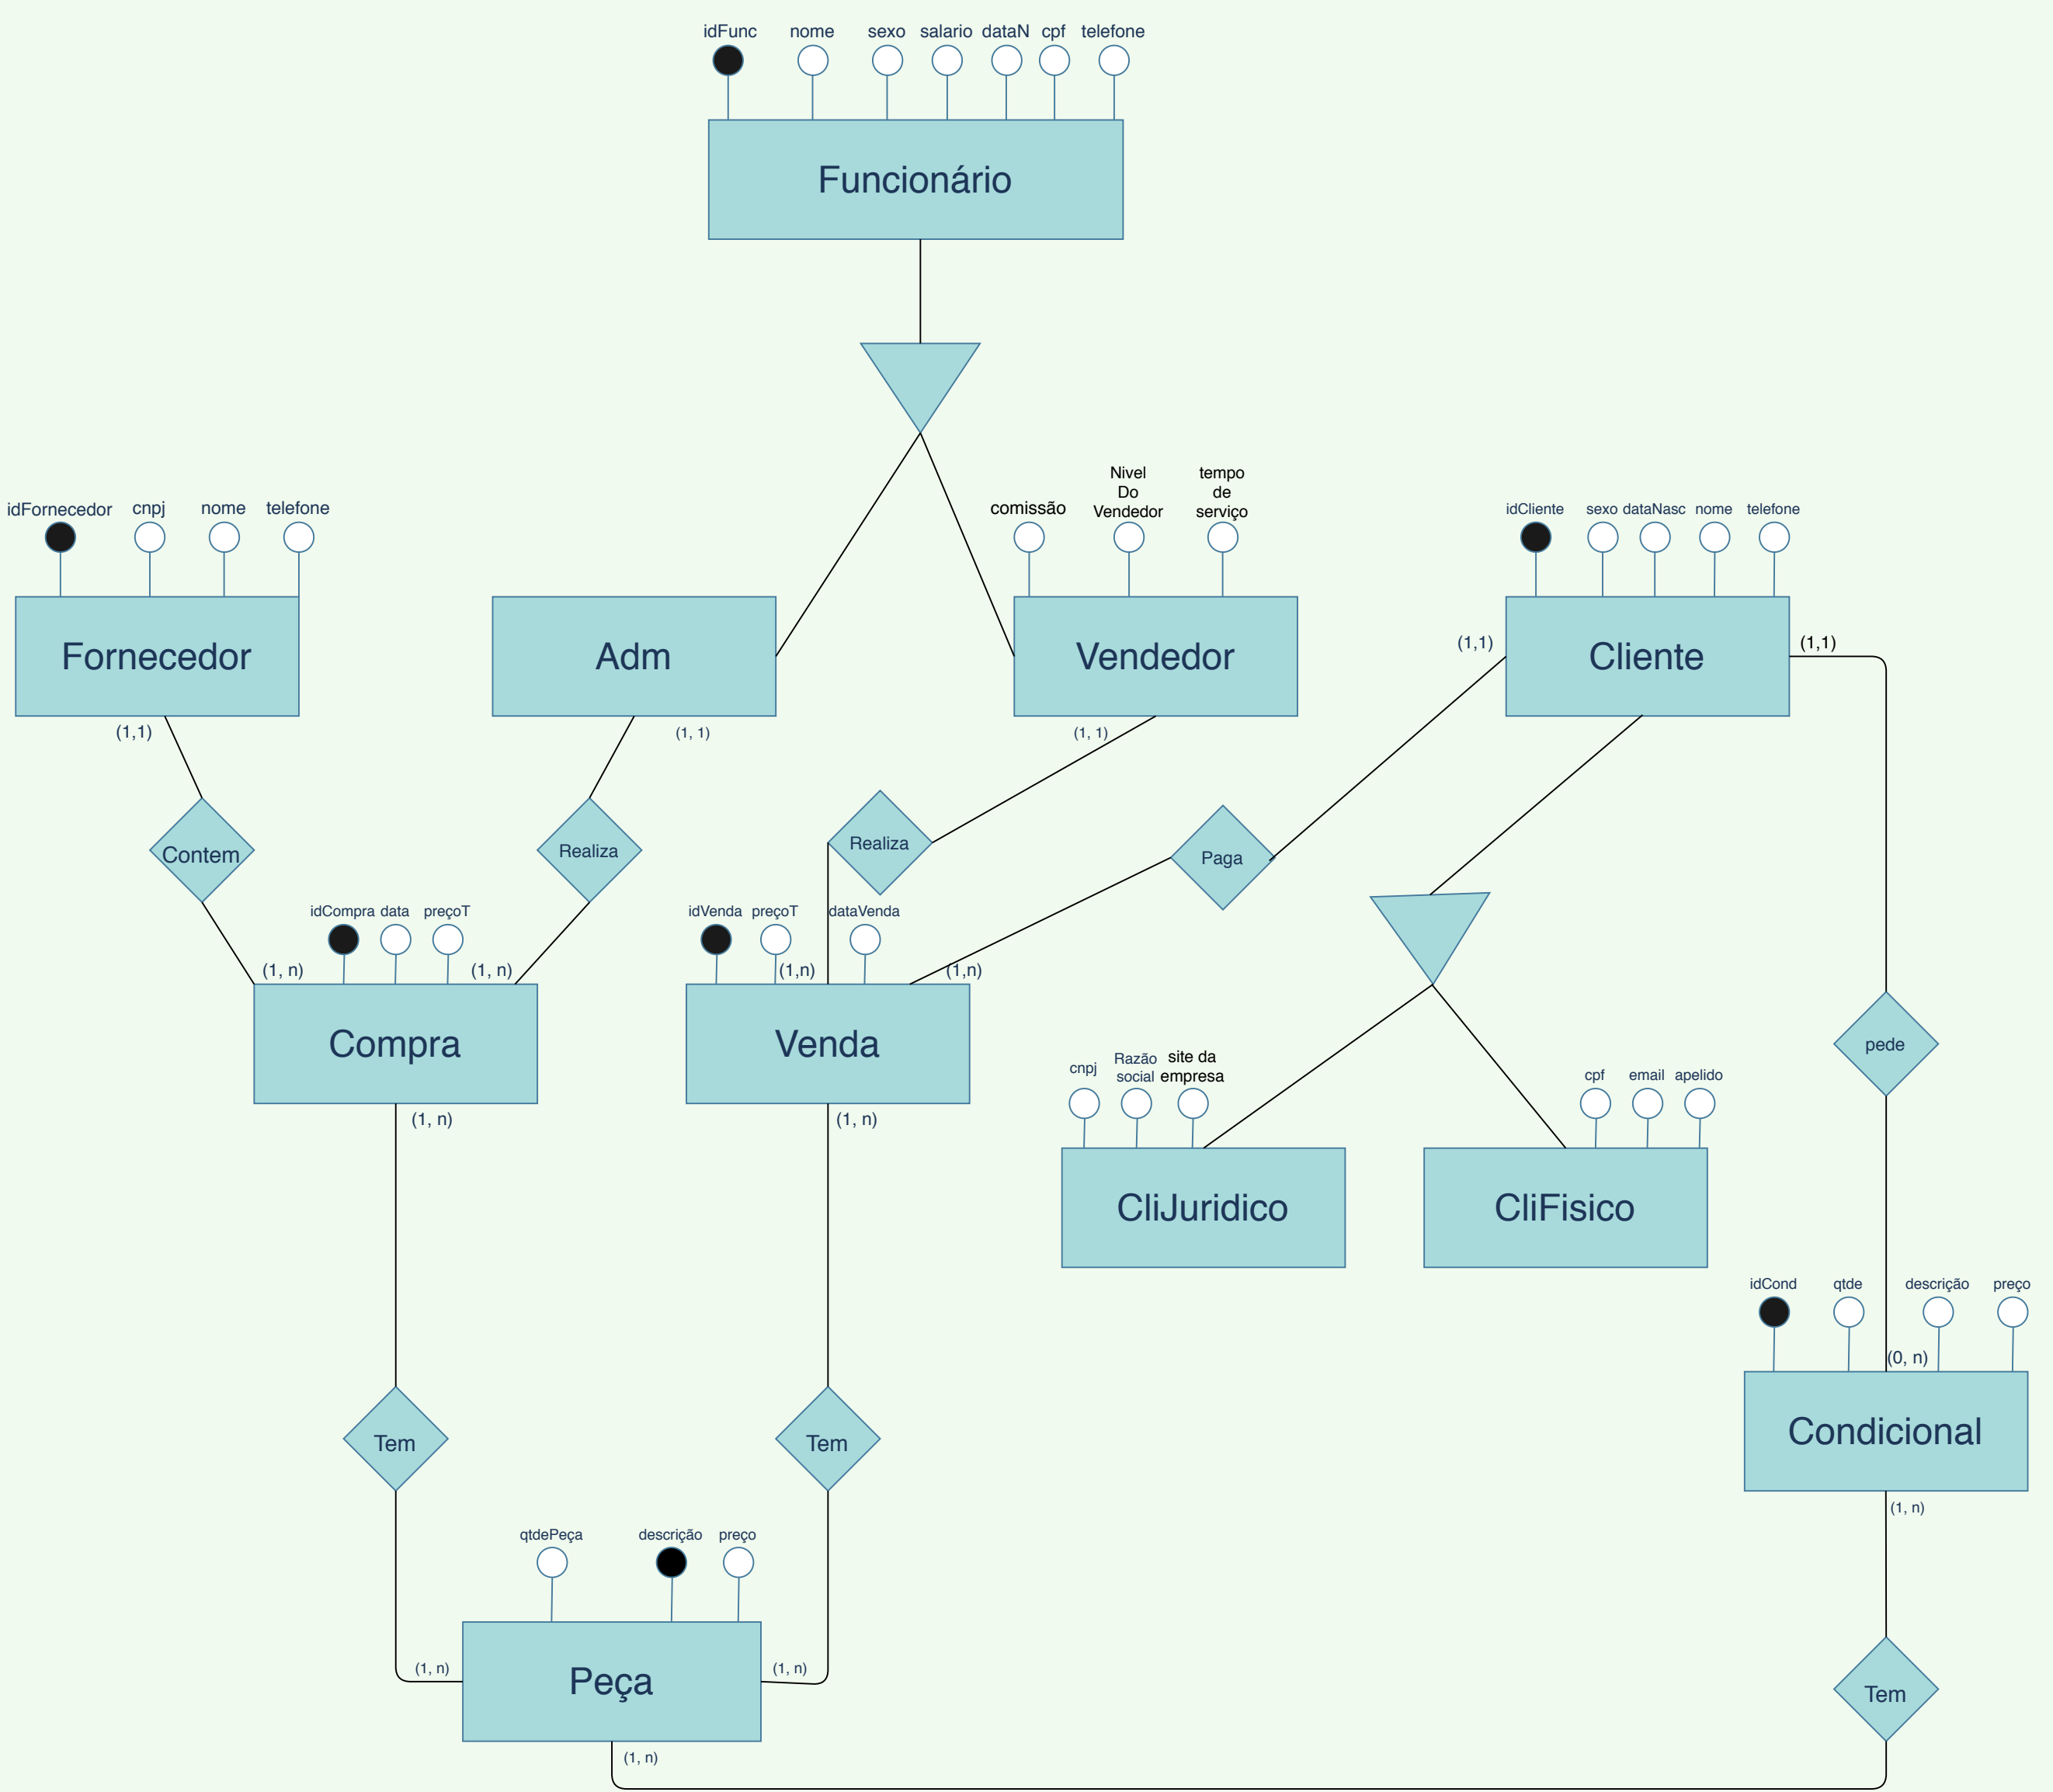 idFunc nome sexo salario dataN cpf telefone
Funcionário
idFornecedor cnpj nome telefone
Fornecedor
(1,1)
Adm
(1, 1)
comissão
Nivel
Do
Vendedor
tempo
de
serviço
Vendedor
(1, 1)
idCliente sexo dataNasc nome telefone
(1,1)
Cliente
(1,1)
Contem
Realiza
Realiza
Paga
idCompra data preçoT
(1, n)
(1, n)
Compra
(1, n)
idVenda preçoT dataVenda
(1,n)
(1,n)
Venda
(1, n)
pede
cnpj
Razão
social
site da
empresa
CliJuridico
cpf email apelido
CliFisico
idCond qtde descrição preço
(0, n)
Condicional
(1, n)
Tem
Tem
qtdePeça descrição preço
(1, n)
Peça
(1, n)
(1, n)
Tem